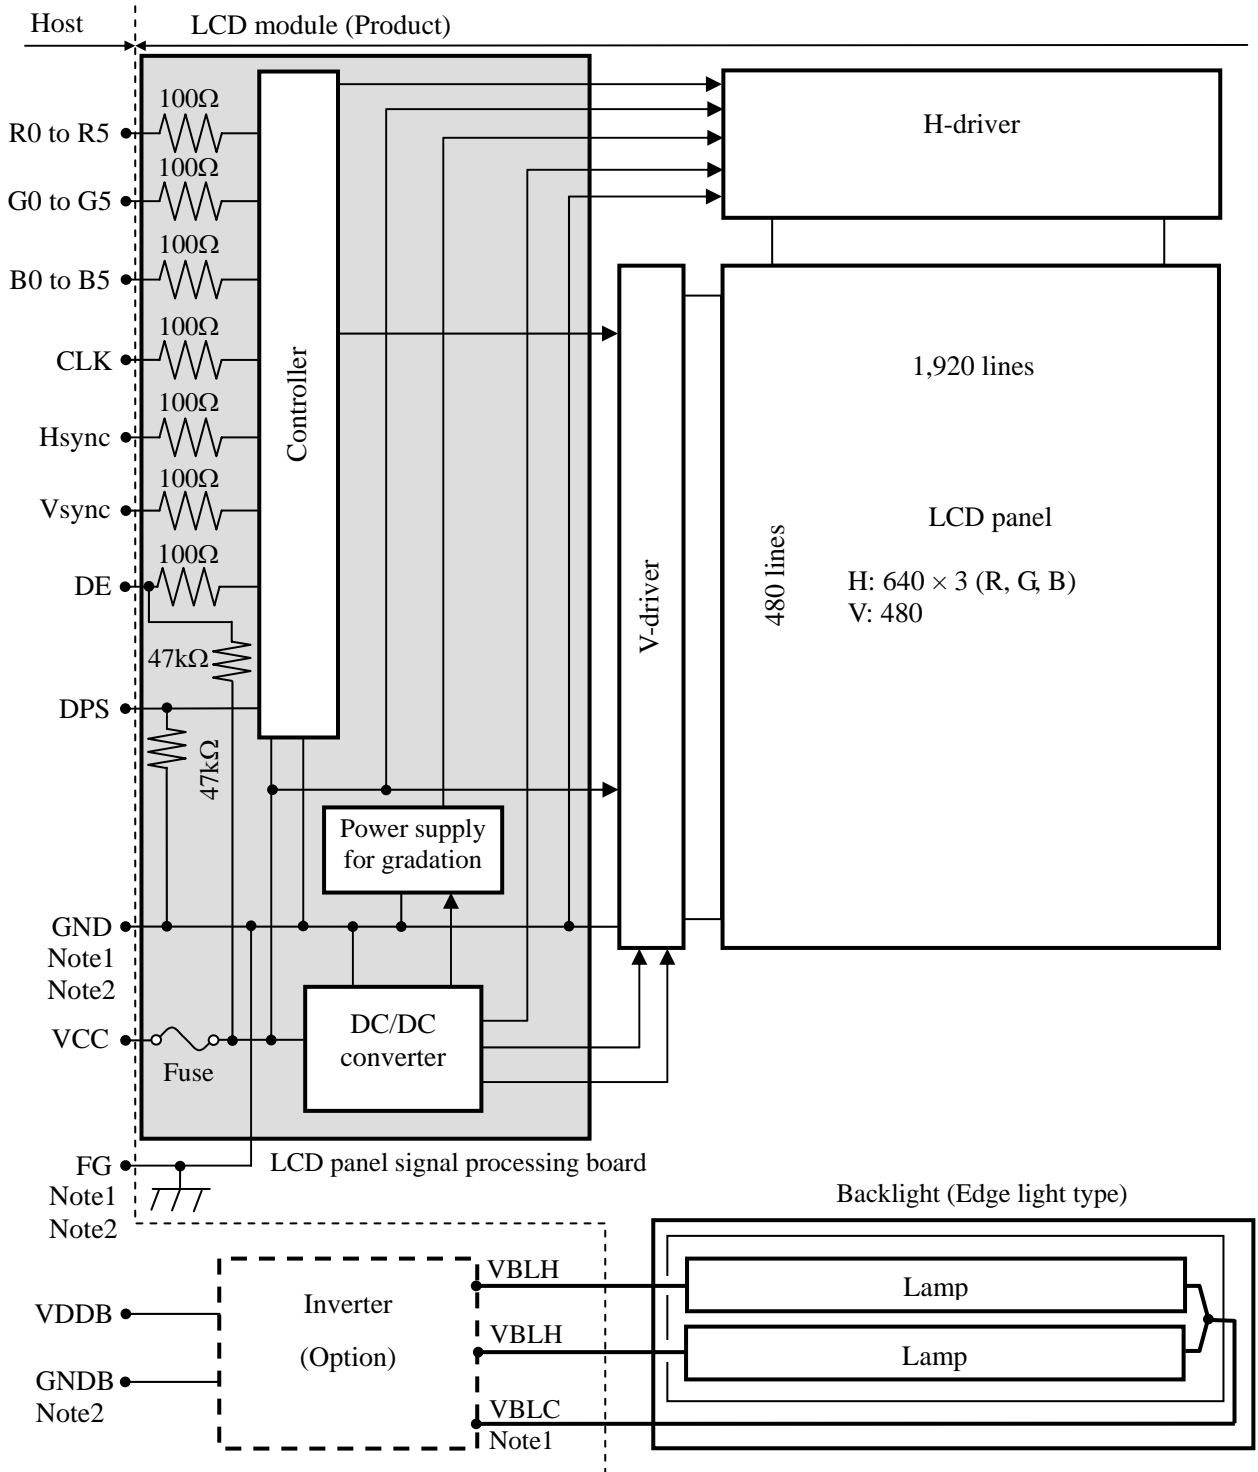 Host
LCD module (Product)
100Ω
R0 to R5
100Ω
G0 to G5
100Ω
B0 to B5
100Ω
CLK
100Ω
Hsync
100Ω
Vsync
100Ω
DE
47kΩ
DPS
47kΩ
Controller
H-driver
V-driver
1,920 lines
480 lines
LCD panel
H: 640 × 3 (R, G, B)
V: 480
Power supply
for gradation
GND
Note1
Note2
VCC
Fuse
DC/DC
converter
FG
Note1
Note2
LCD panel signal processing board
Backlight (Edge light type)
VDDB
GNDB
Note2
Inverter
(Option)
VBLH
Lamp
VBLH
Lamp
VBLC
Note1